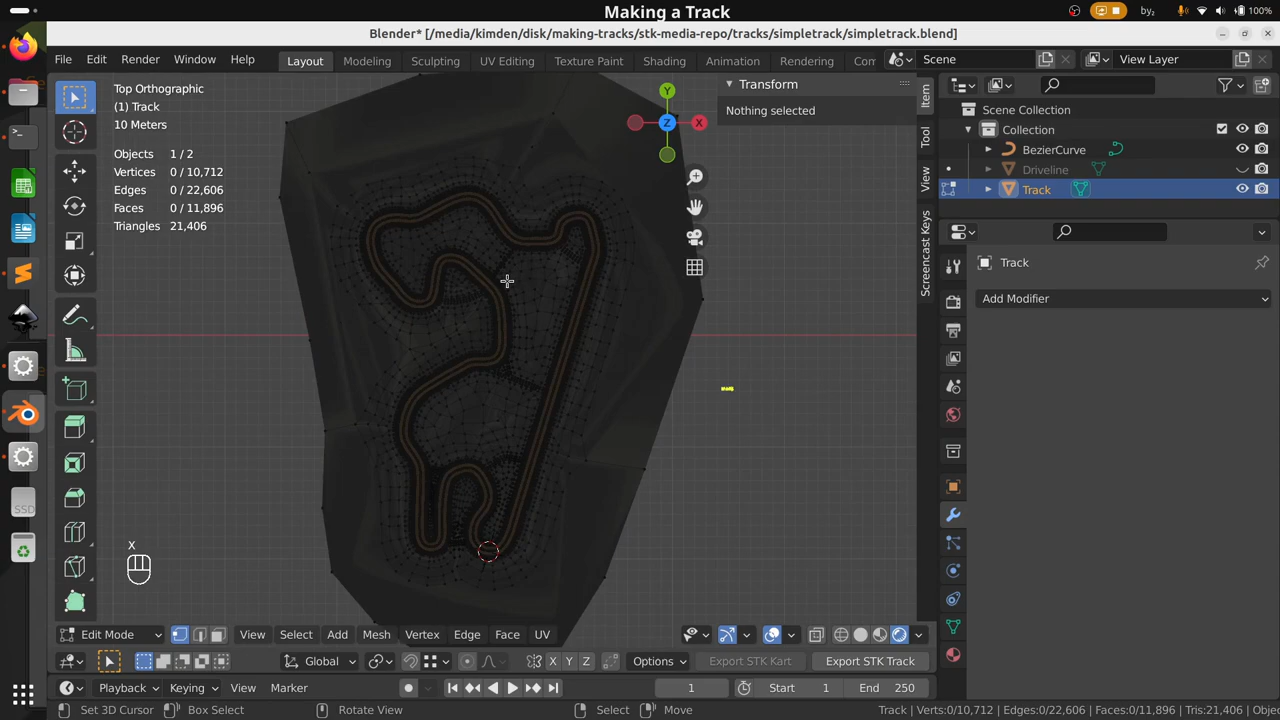 Making a Track
by₂
100%
Blender* [/media/kimden/disk/making-tracks/stk-media-repo/tracks/simpletrack/simpletrack.blend]
File Edit Render Window Help Layout Modeling Sculpting UV Editing Texture Paint Shading Animation Rendering Com Scene View Layer
Top Orthographic
(1) Track
10 Meters
Objects 1 / 2
Vertices 0 / 10,712
Edges 0 / 22,606
Faces 0 / 11,896
Triangles 21,406
Y
X
Z
Transform
Nothing selected
Item
Tool
View
Screencast Keys
Scene Collection
Collection
BezierCurve
Driveline
Track
Track
Add Modifier
X
SSD
Edit Mode View Select Add Mesh Vertex Edge Face UV
Global X Y Z Options Export STK Kart Export STK Track
Playback Keying View Marker 1 Start 1 End 250
Set 3D Cursor Box Select Rotate View Select Move Track | Verts:0/10,712 | Edges:0/22,606 | Faces:0/11,896 | Tris:21,406 | Objec